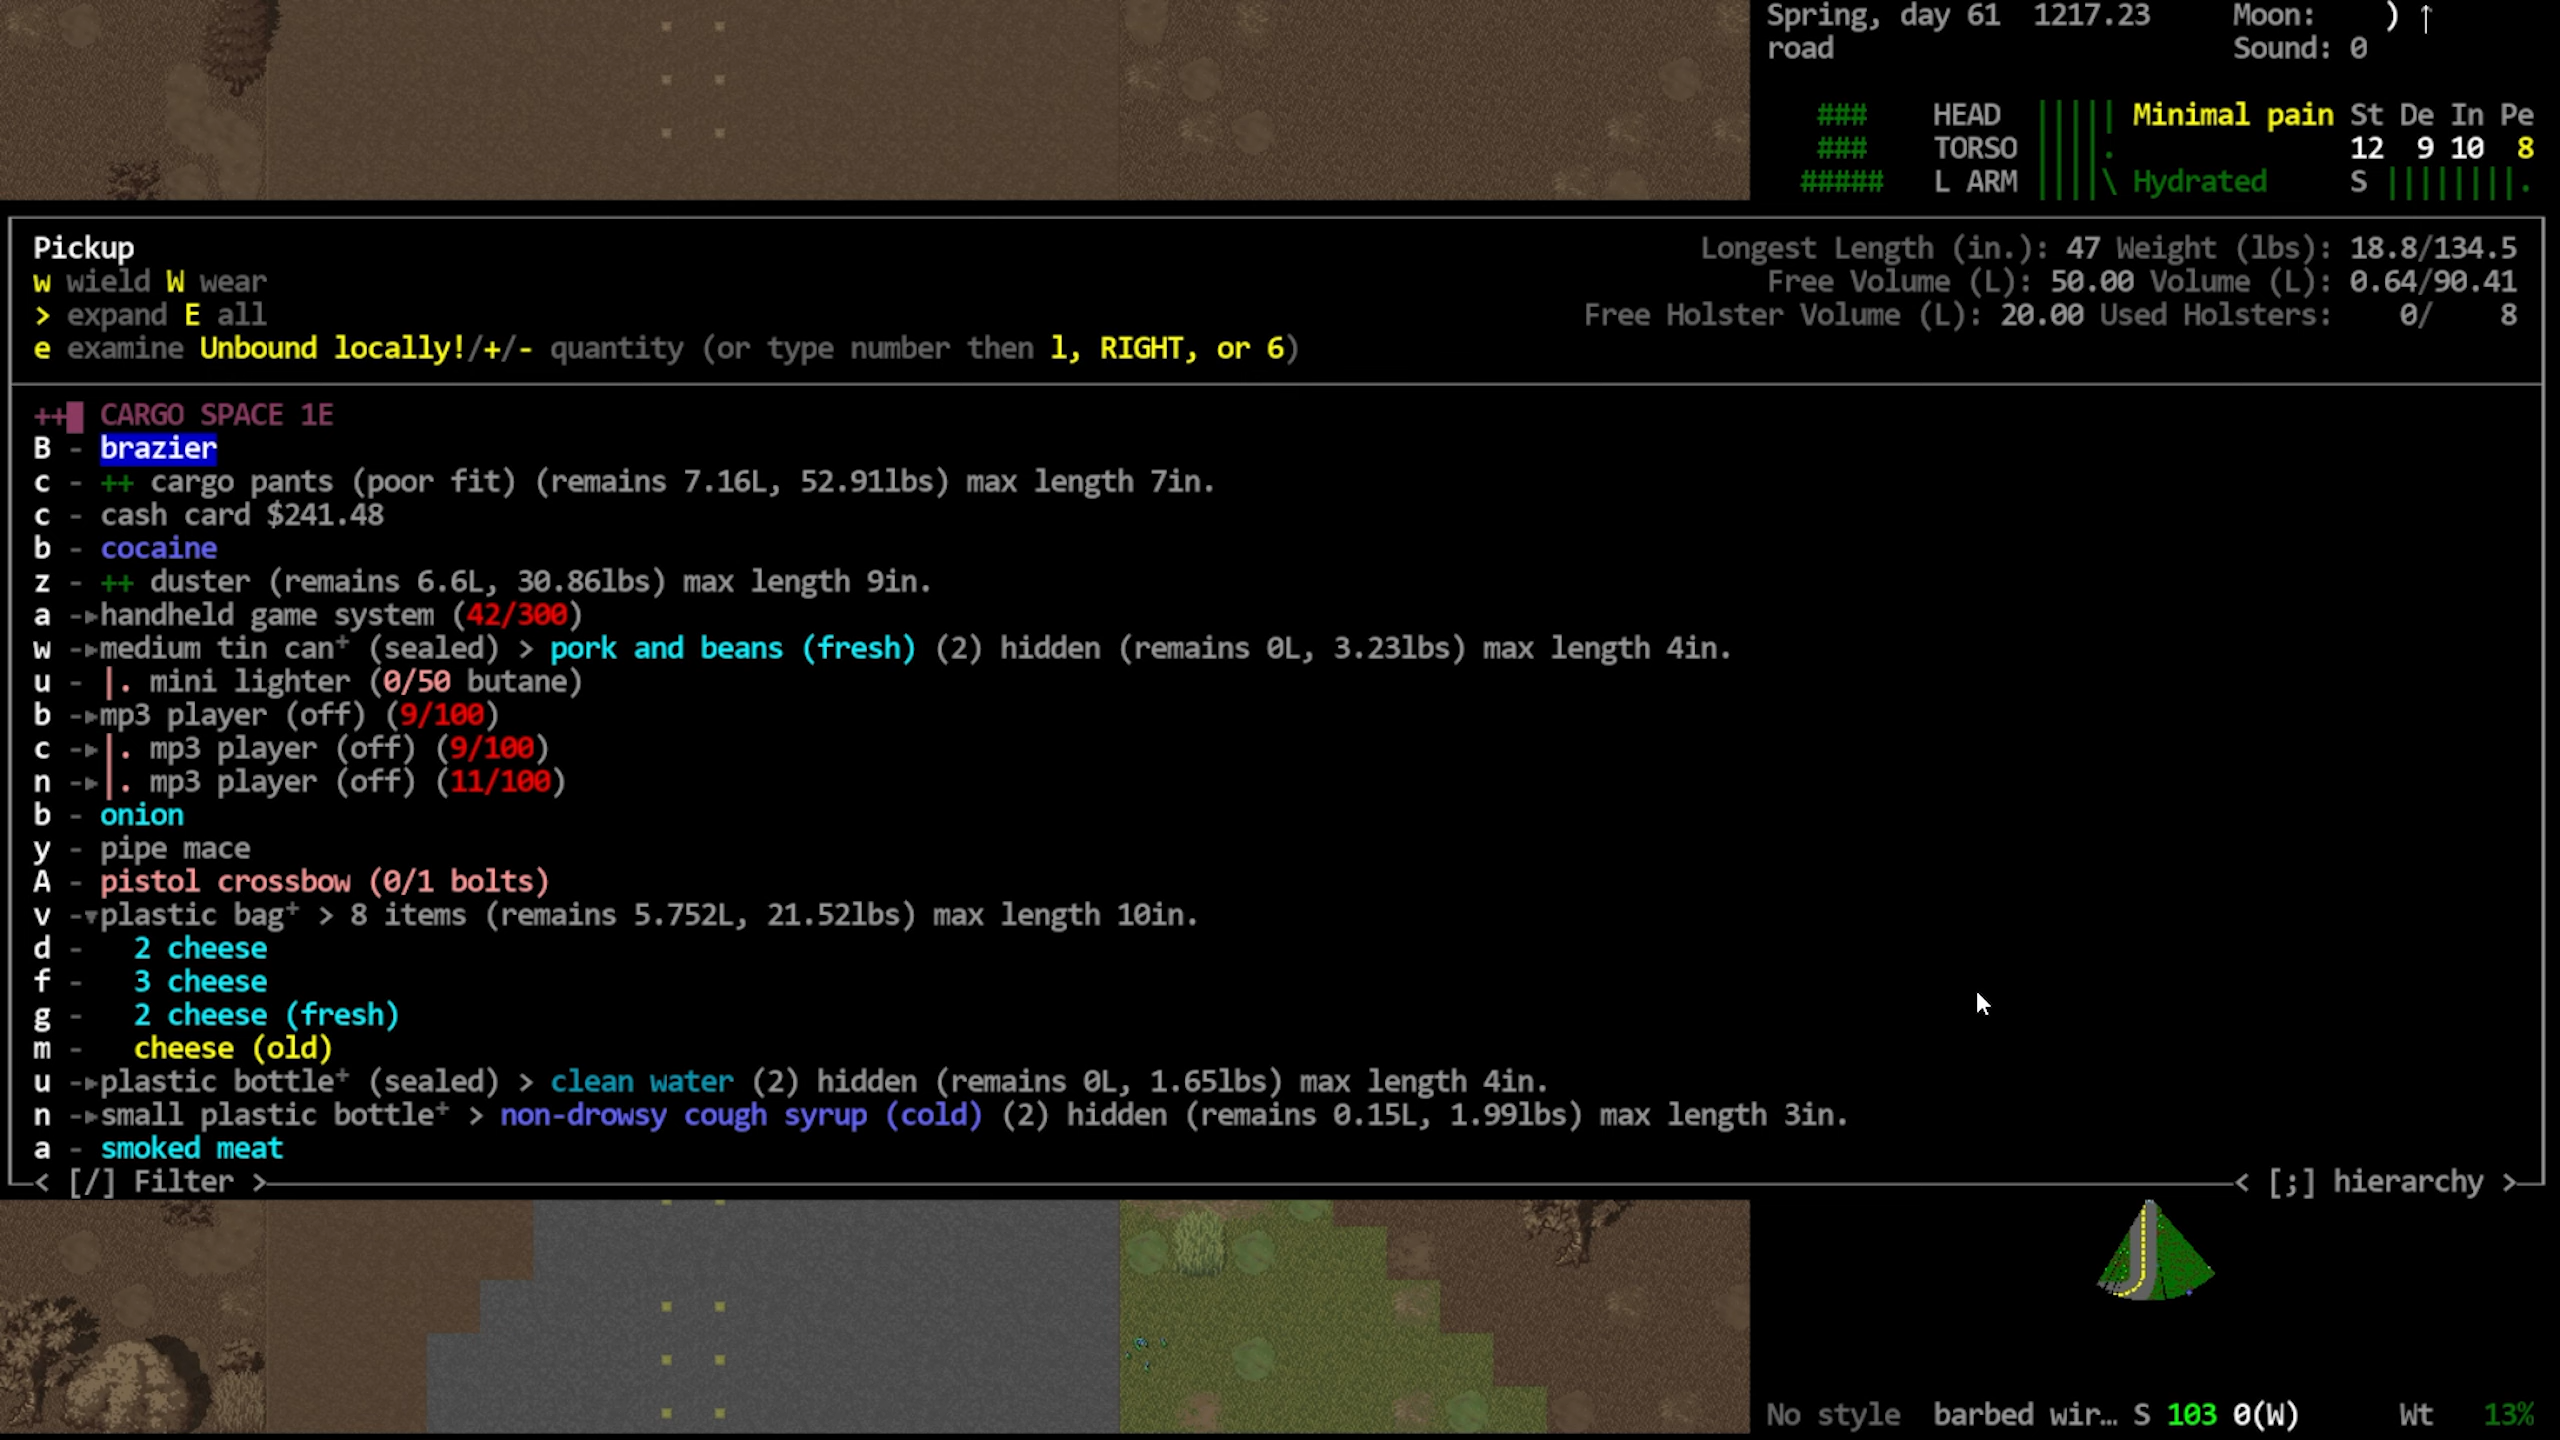 Spring, day 61 1217.23 Moon: ) ↑
road Sound: 0
### HEAD ||||| Minimal pain St De In Pe
### TORSO ||||. 12 9 10 8
##### L ARM ||||\ Hydrated S ||||||||.
Pickup Longest Length (in.): 47 Weight (lbs): 18.8/134.5
w wield W wear Free Volume (L): 50.00 Volume (L): 0.64/90.41
> expand E all Free Holster Volume (L): 20.00 Used Holsters: 0/ 8
e examine Unbound locally!/+/- quantity (or type number then l, RIGHT, or 6)
++ CARGO SPACE 1E
B - brazier
c - ++ cargo pants (poor fit) (remains 7.16L, 52.91lbs) max length 7in.
c - cash card $241.48
b - cocaine
z - ++ duster (remains 6.6L, 30.86lbs) max length 9in.
a -▸handheld game system (42/300)
w -▸medium tin can⁺ (sealed) > pork and beans (fresh) (2) hidden (remains 0L, 3.23lbs) max length 4in.
u - |. mini lighter (0/50 butane)
b -▸mp3 player (off) (9/100)
c -▸|. mp3 player (off) (9/100)
n -▸|. mp3 player (off) (11/100)
b - onion
y - pipe mace
A - pistol crossbow (0/1 bolts)
v -▾plastic bag⁺ > 8 items (remains 5.752L, 21.52lbs) max length 10in.
d - 2 cheese
f - 3 cheese
g - 2 cheese (fresh)
m - cheese (old)
u -▸plastic bottle⁺ (sealed) > clean water (2) hidden (remains 0L, 1.65lbs) max length 4in.
n -▸small plastic bottle⁺ > non-drowsy cough syrup (cold) (2) hidden (remains 0.15L, 1.99lbs) max length 3in.
a - smoked meat
< [/] Filter > < [;] hierarchy >
No style barbed wir… S 103 0(W) Wt 13%